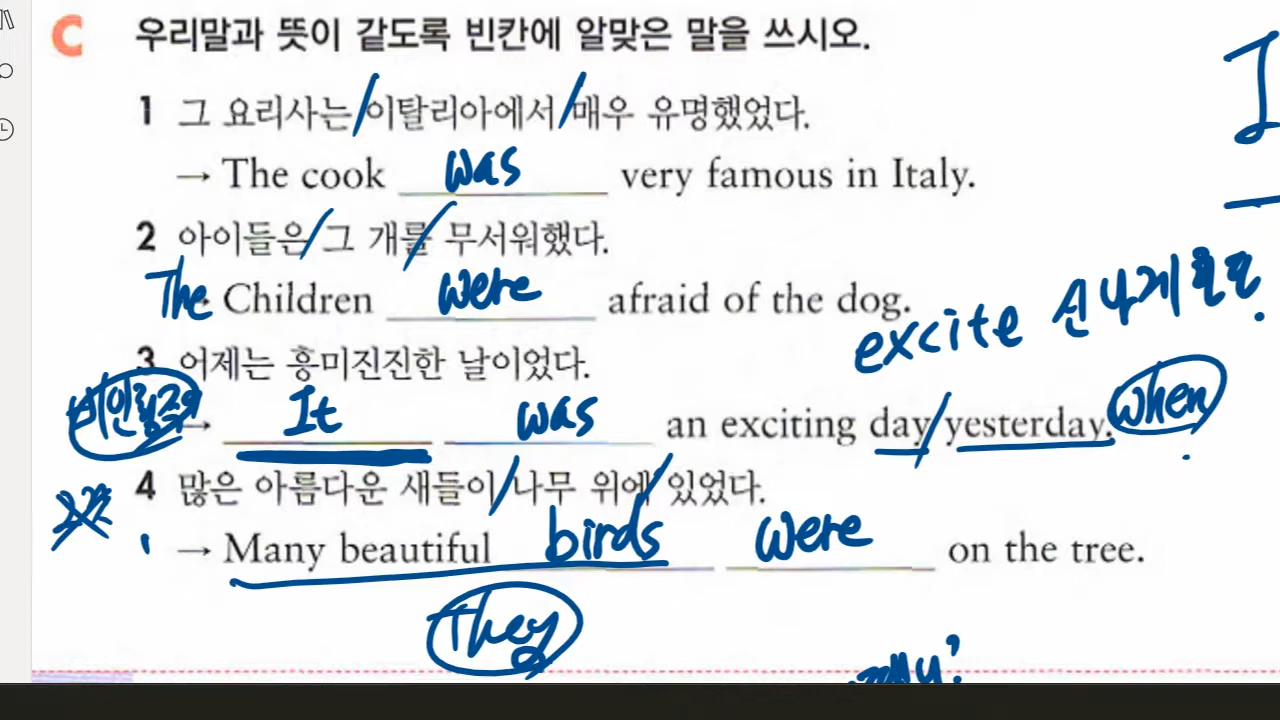 C 우리말과 뜻이 같도록 빈칸에 알맞은 말을 쓰시오.
1 그 요리사는/이탈리아에서/매우 유명했었다.
→ The cook was very famous in Italy.
2 아이들은/그 개를/무서워했다.
The Children were afraid of the dog.
excite 신나게
3 어제는 흥미진진한 날이었다.
비인칭주어 → It was an exciting day/yesterday. when
4 많은 아름다운 새들이/나무 위에/있었다.
→ Many beautiful birds were on the tree.
They